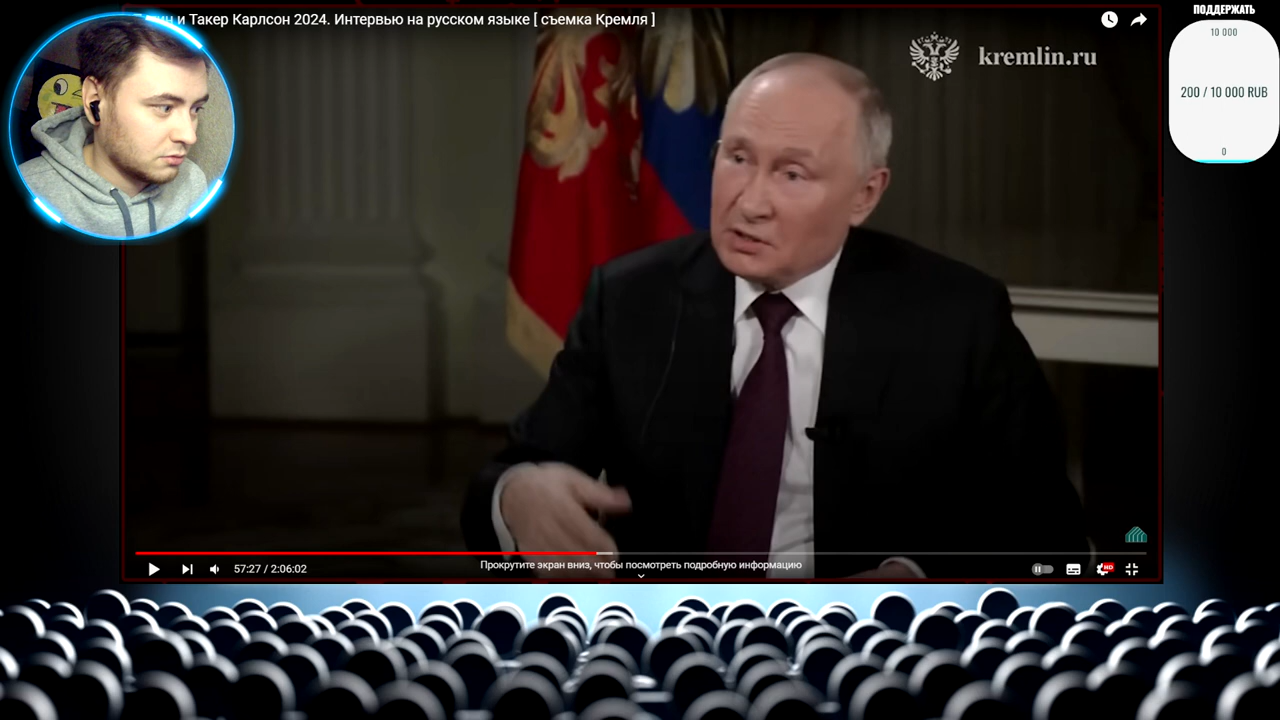 и Такер Карлсон 2024. Интервью на русском языке [ съемка Кремля ]
ПОДДЕРЖАТЬ
10 000
200 / 10 000 RUB
0
kremlin.ru
57:27 / 2:06:02
Прокрутите экран вниз, чтобы посмотреть подробную информацию
HD